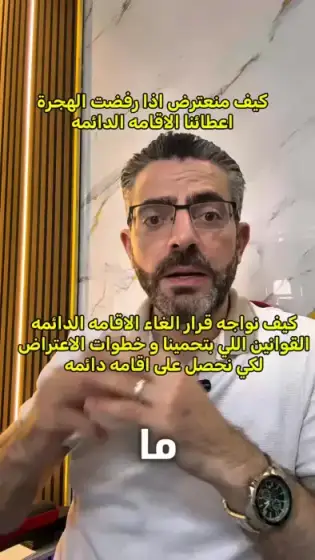 كيف منعترض اذا رفضت الهجرة
اعطائنا الاقامه الدائمه
كيف نواجه قرار الغاء الاقامه الدائمه
القوانين اللي بتحمينا و خطوات الاعتراض
لكي نحصل على اقامه دائمه
ما